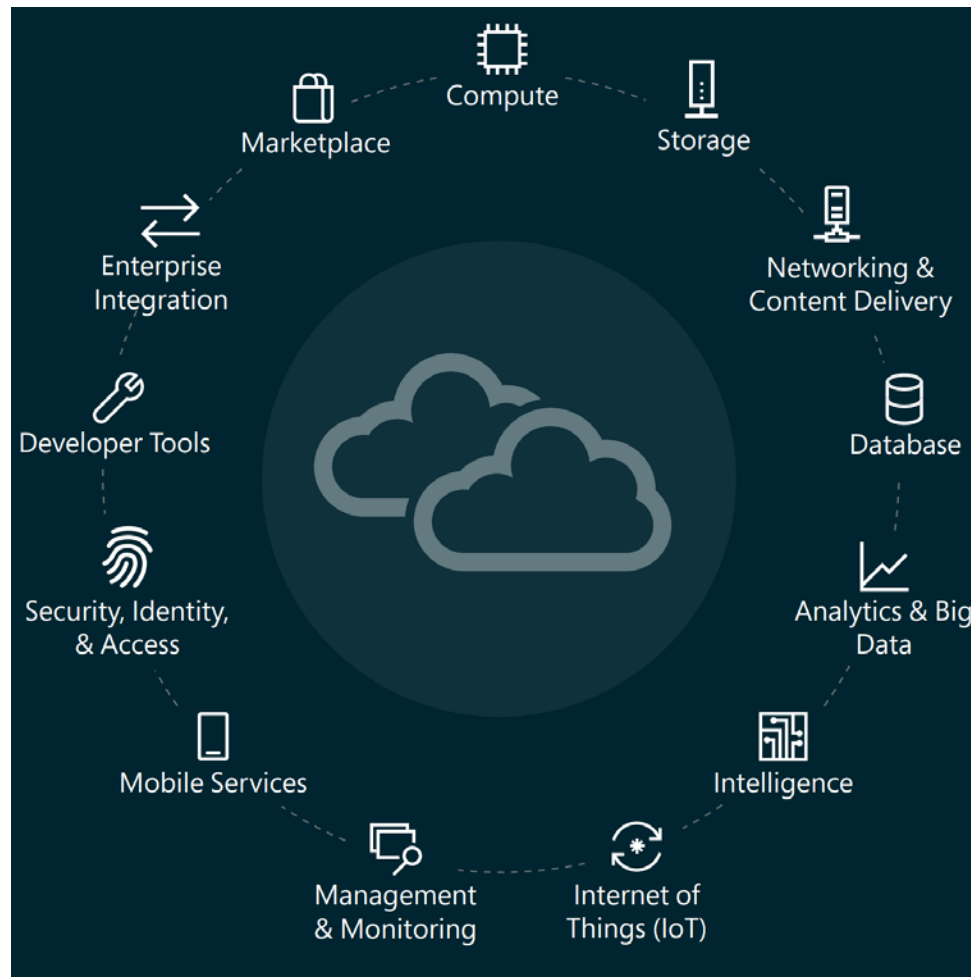 Compute
Storage
Networking &
Content Delivery
Database
Analytics & Big
Data
Intelligence
Internet of
Things (IoT)
Management
& Monitoring
Mobile Services
Security, Identity,
& Access
Developer Tools
Enterprise
Integration
Marketplace